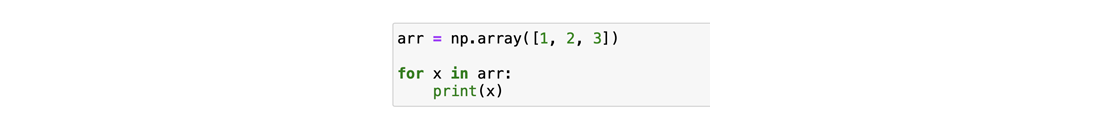 arr = np.array([1, 2, 3])
for x in arr:
    print(x)